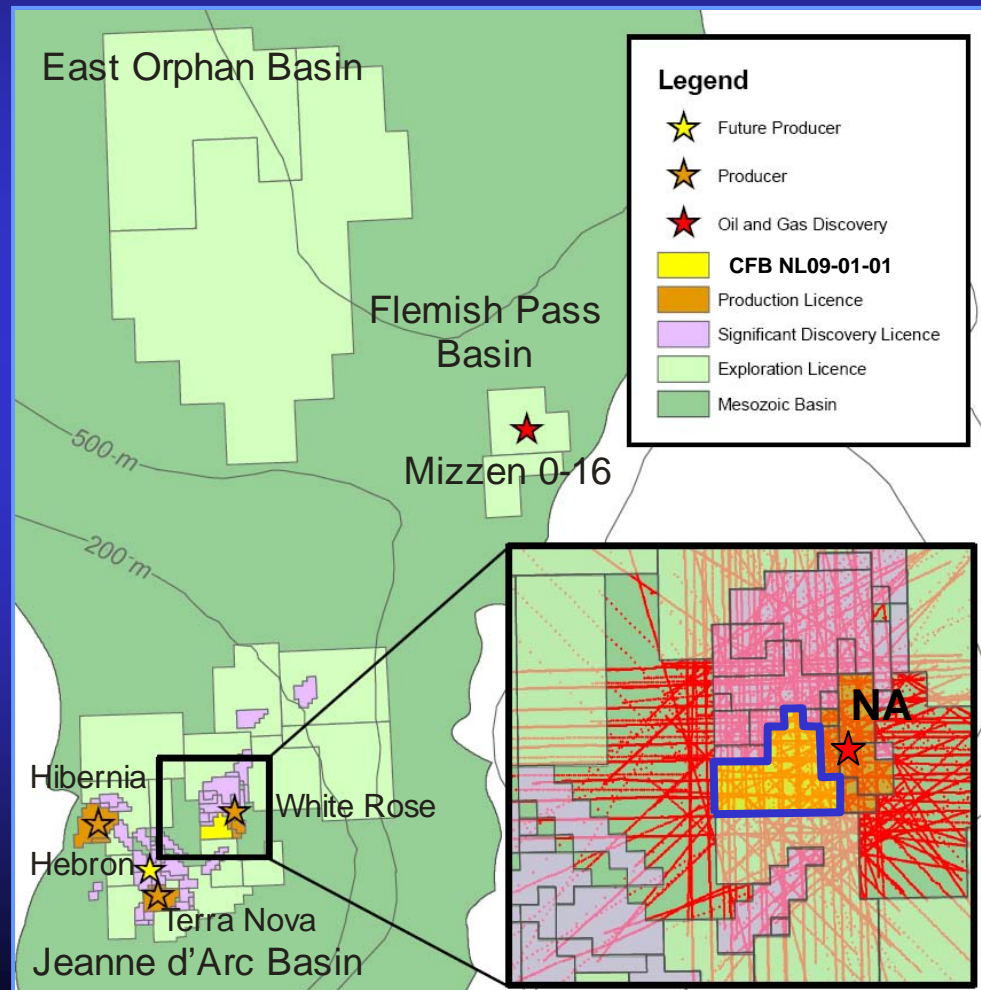 East Orphan Basin
Legend
Future Producer
Producer
Oil and Gas Discovery
CFB NL09-01-01
Production Licence
Significant Discovery Licence
Exploration Licence
Mesozoic Basin
Flemish Pass
Basin
Mizzen 0-16
500 m
200 m
NA
Hibernia
White Rose
Hebron
Terra Nova
Jeanne d'Arc Basin